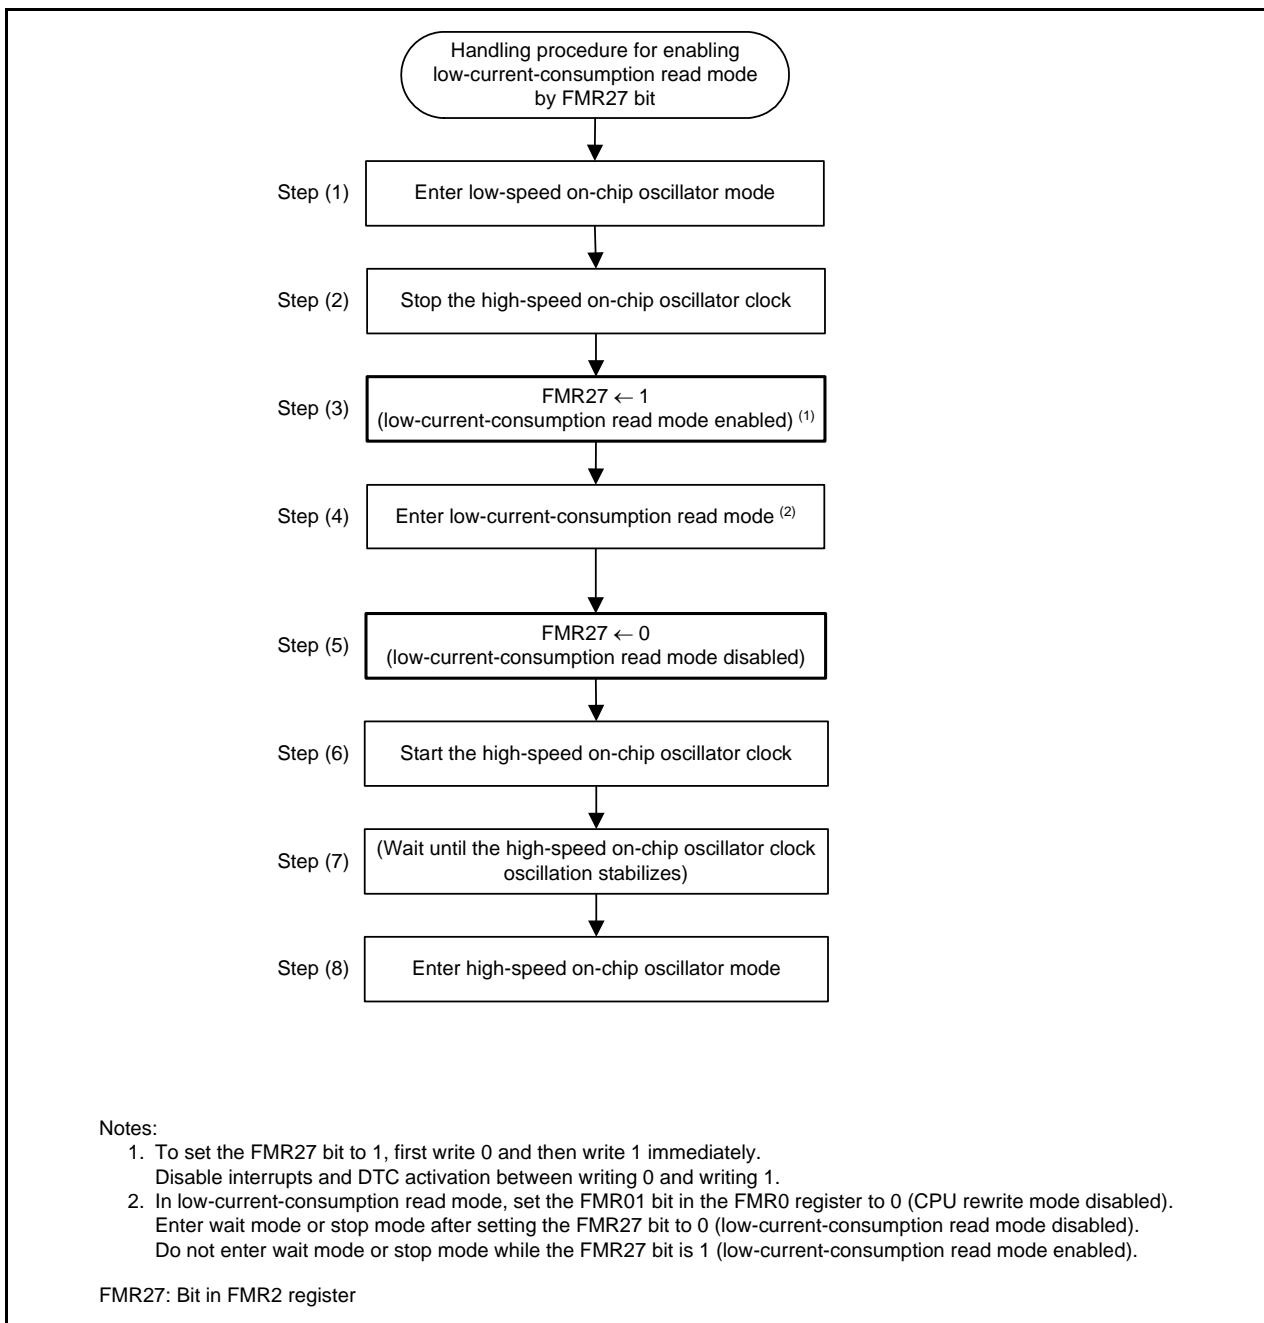 Handling procedure for enabling
low-current-consumption read mode
by FMR27 bit
Step (1)
Enter low-speed on-chip oscillator mode
Step (2)
Stop the high-speed on-chip oscillator clock
Step (3)
FMR27 ← 1
(low-current-consumption read mode enabled) (1)
Step (4)
Enter low-current-consumption read mode (2)
Step (5)
FMR27 ← 0
(low-current-consumption read mode disabled)
Step (6)
Start the high-speed on-chip oscillator clock
Step (7)
(Wait until the high-speed on-chip oscillator clock
oscillation stabilizes)
Step (8)
Enter high-speed on-chip oscillator mode
Notes:
1. To set the FMR27 bit to 1, first write 0 and then write 1 immediately.
Disable interrupts and DTC activation between writing 0 and writing 1.
2. In low-current-consumption read mode, set the FMR01 bit in the FMR0 register to 0 (CPU rewrite mode disabled).
Enter wait mode or stop mode after setting the FMR27 bit to 0 (low-current-consumption read mode disabled).
Do not enter wait mode or stop mode while the FMR27 bit is 1 (low-current-consumption read mode enabled).
FMR27: Bit in FMR2 register